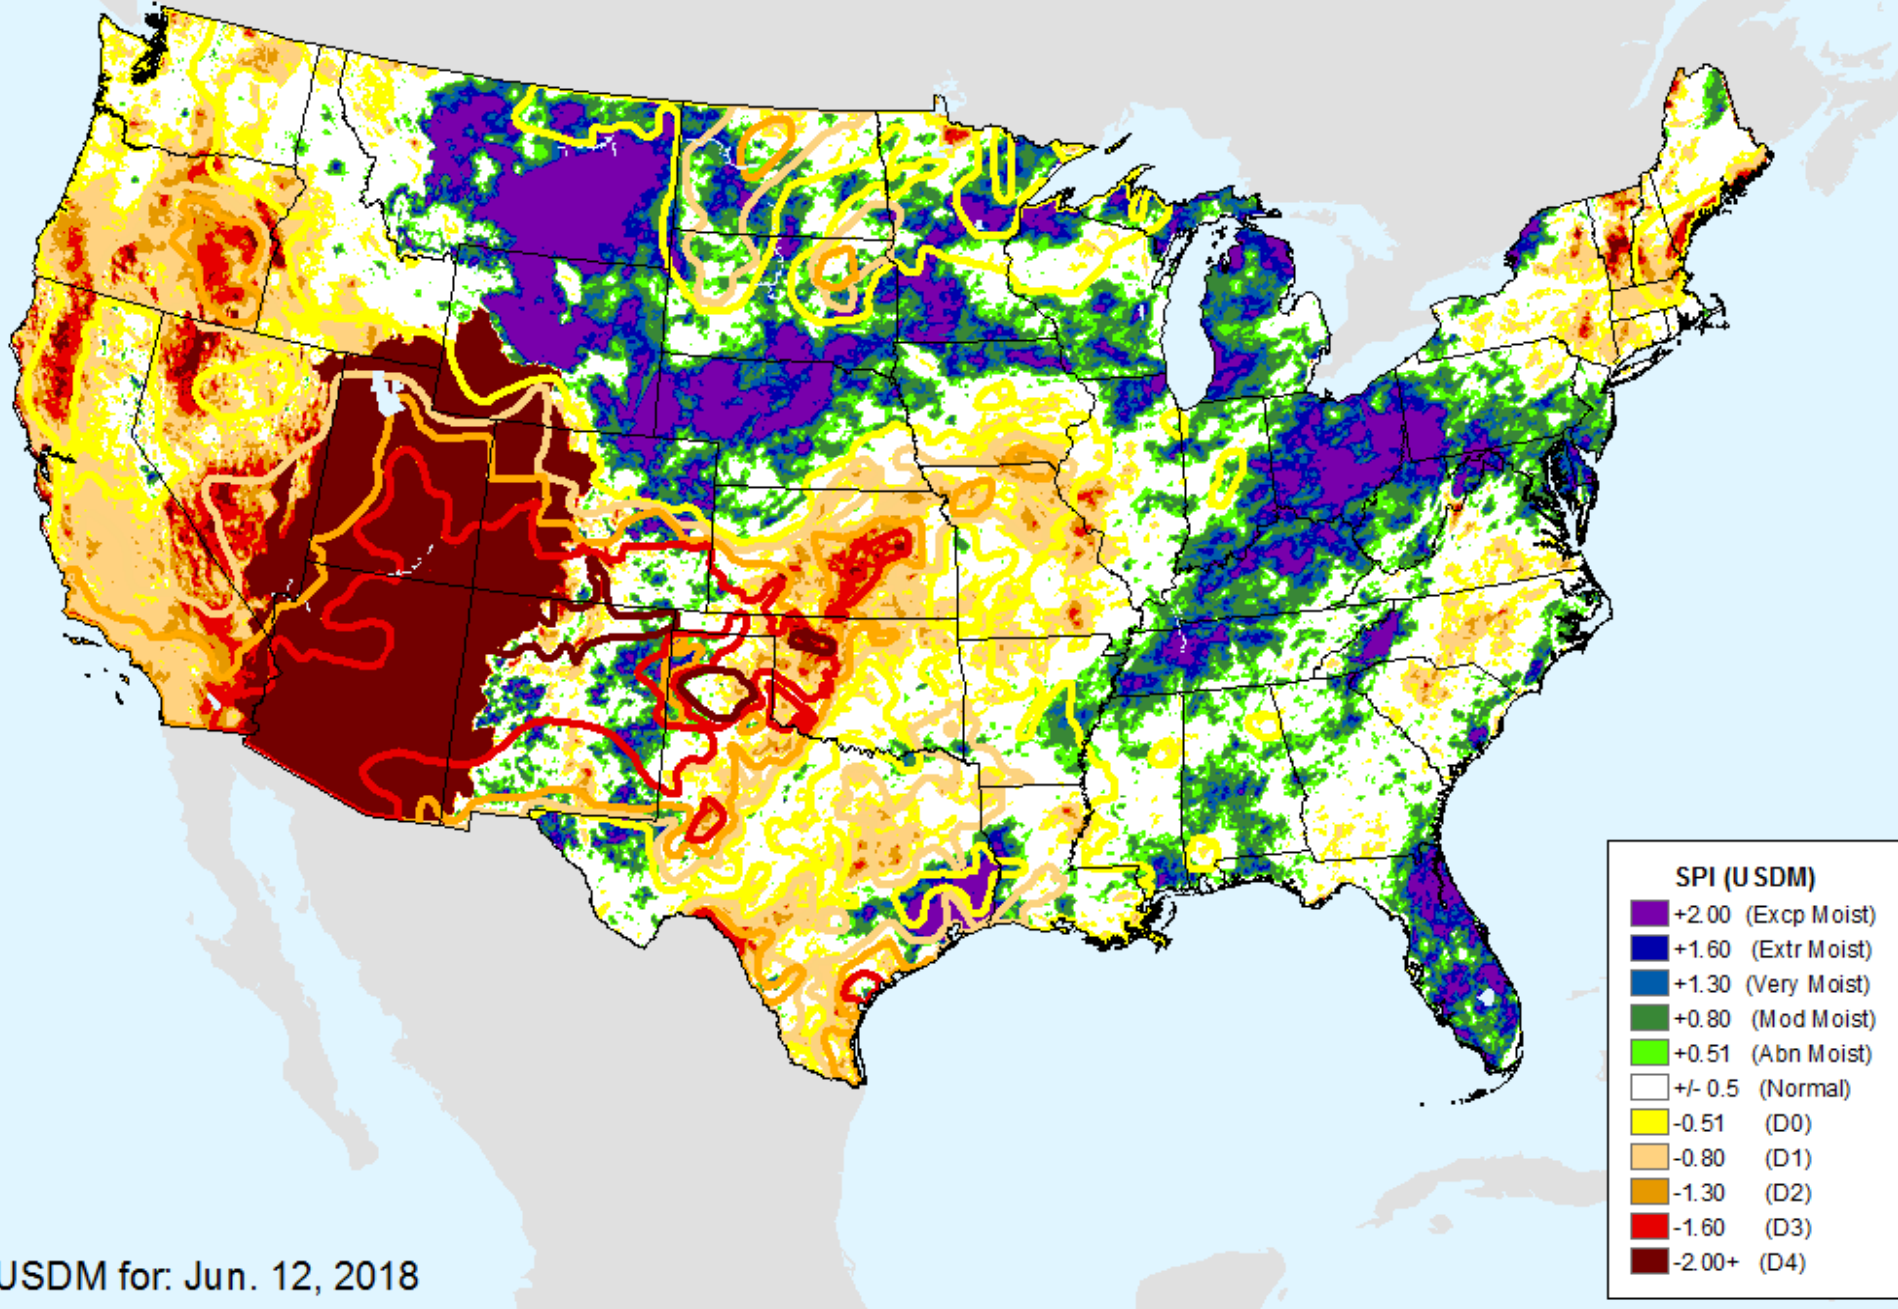 SPI (USDM)
+2.00 (Excp Moist)
+1.60 (Extr Moist)
+1.30 (Very Moist)
+0.80 (Mod Moist)
+0.51 (Abn Moist)
+/- 0.5 (Normal)
-0.51 (D0)
-0.80 (D1)
-1.30 (D2)
-1.60 (D3)
-2.00+ (D4)
USDM for: Jun. 12, 2018